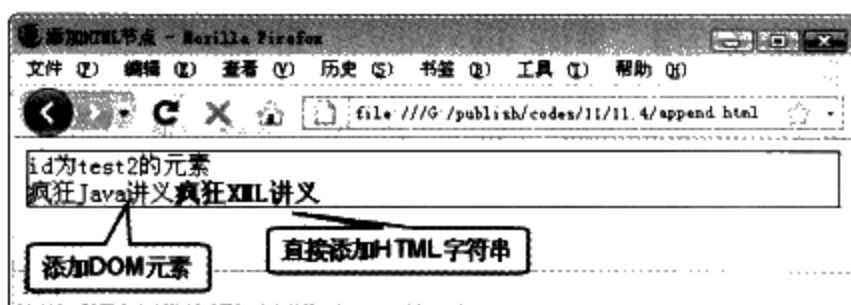 添加HTML节点 - Mozilla Firefox
文件 (F) 编辑 (E) 查看 (V) 历史 (S) 书签 (B) 工具 (T) 帮助 (H)
file:///G:/publish/codes/11/11.4/append.html
id为test2的元素
疯狂Java讲义疯狂XML讲义
添加DOM元素
直接添加HTML字符串